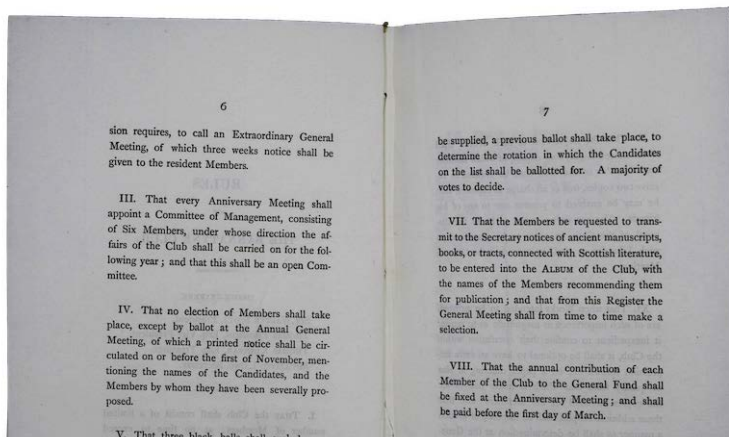 6
sion requires, to call an Extraordinary General
Meeting, of which three weeks notice shall be
given to the resident Members.
III. That every Anniversary Meeting shall
appoint a Committee of Management, consisting
of Six Members, under whose direction the af-
fairs of the Club shall be carried on for the fol-
lowing year; and that this shall be an open Com-
mittee.
IV. That no election of Members shall take
place, except by ballot at the Annual General
Meeting, of which a printed notice shall be cir-
culated on or before the first of November, men-
tioning the names of the Candidates, and the
Members by whom they have been severally pro-
posed.
V. That three black balls shall
7
be supplied, a previous ballot shall take place, to
determine the rotation in which the Candidates
on the list shall be ballotted for. A majority of
votes to decide.
VII. That the Members be requested to trans-
mit to the Secretary notices of ancient manuscripts,
books, or tracts, connected with Scottish literature,
to be entered into the ALBUM of the Club, with
the names of the Members recommending them
for publication; and that from this Register the
General Meeting shall from time to time make a
selection.
VIII. That the annual contribution of each
Member of the Club to the General Fund shall
be fixed at the Anniversary Meeting; and shall
be paid before the first day of March.